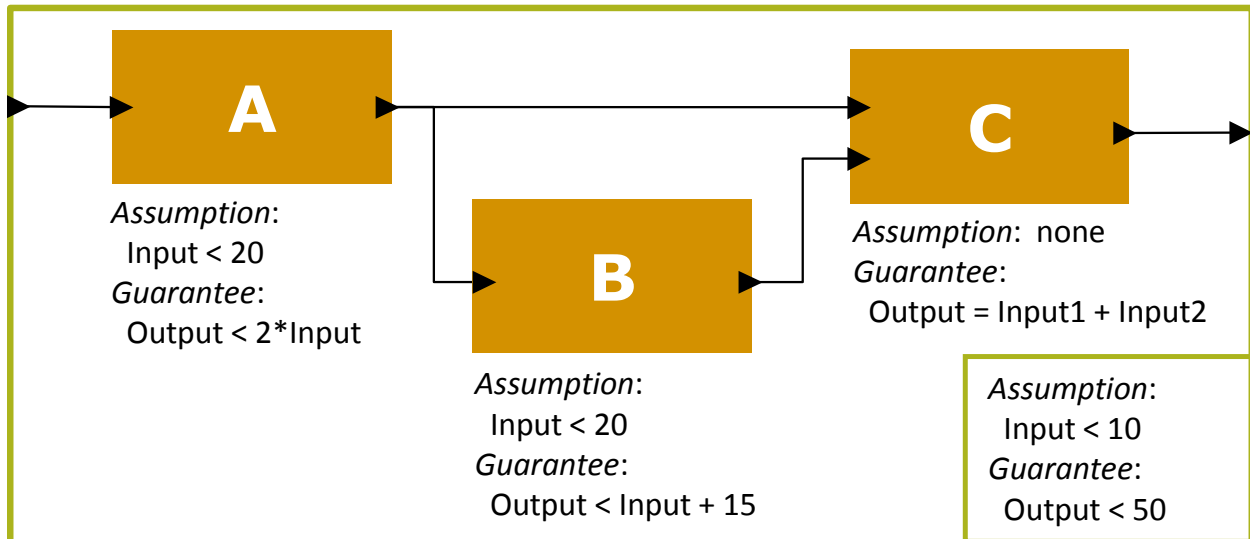 A
Assumption:
Input < 20
Guarantee:
Output < 2*Input
B
Assumption:
Input < 20
Guarantee:
Output < Input + 15
C
Assumption: none
Guarantee:
Output = Input1 + Input2
Assumption:
Input < 10
Guarantee:
Output < 50